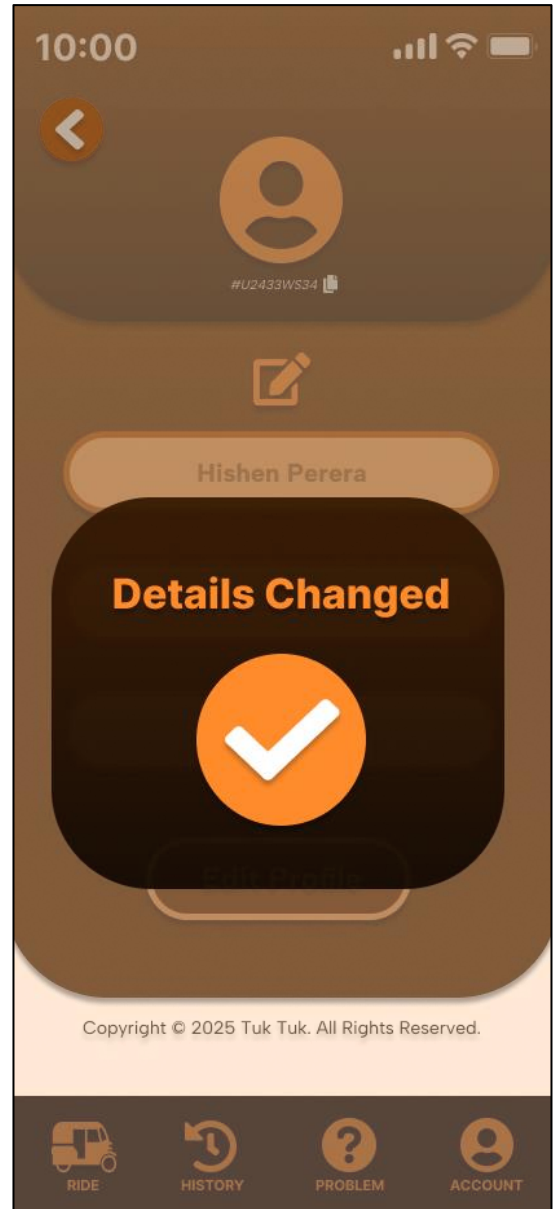 10:00
#U2433WS34
Hishen Perera
Details Changed
Edit Profile
Copyright © 2025 Tuk Tuk. All Rights Reserved.
RIDE
HISTORY
PROBLEM
ACCOUNT